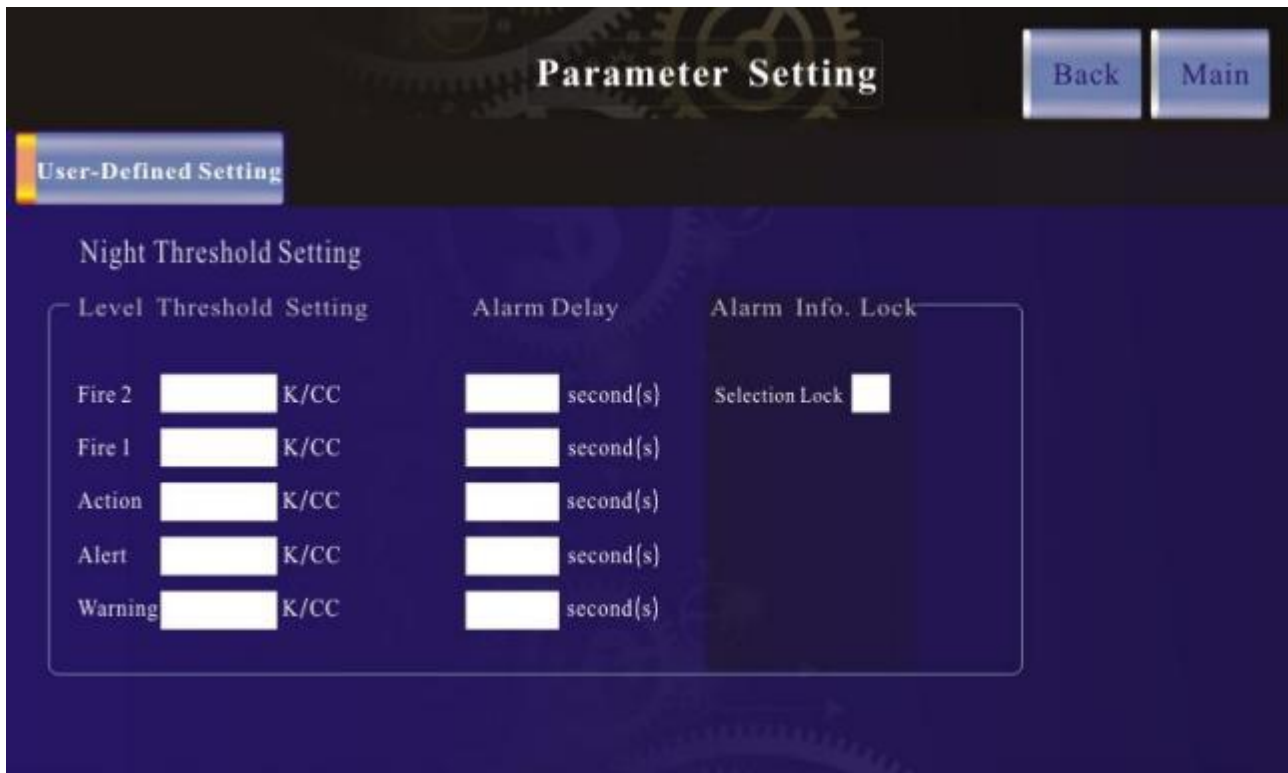 Parameter Setting
Back
Main
User-Defined Setting
Night Threshold Setting
Level Threshold Setting Alarm Delay Alarm Info. Lock
Fire 2 K/CC second(s) Selection Lock
Fire 1 K/CC second(s)
Action K/CC second(s)
Alert K/CC second(s)
Warning K/CC second(s)